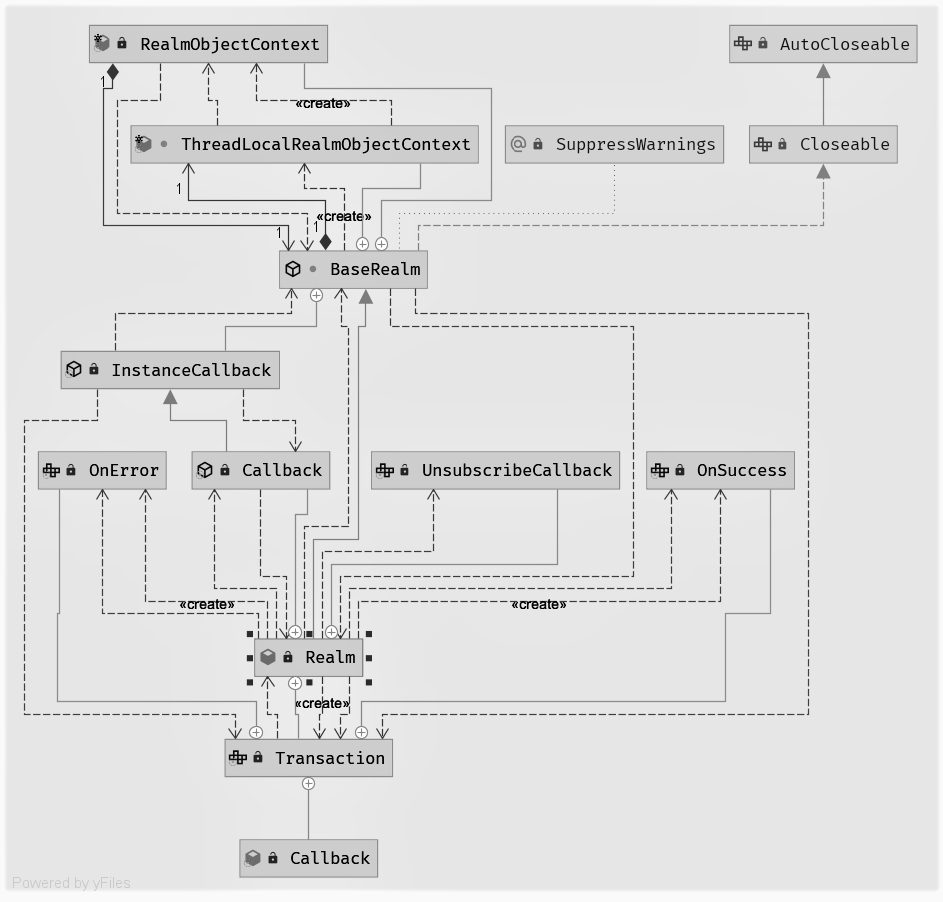 RealmObjectContext
AutoCloseable
1
«create»
@
ThreadLocalRealmObjectContext
SuppressWarnings
Closeable
1
«create»
1
1
BaseRealm
InstanceCallback
OnError
Callback
UnsubscribeCallback
OnSuccess
«create»
«create»
Realm
«create»
Transaction
Callback
Powered by yFiles